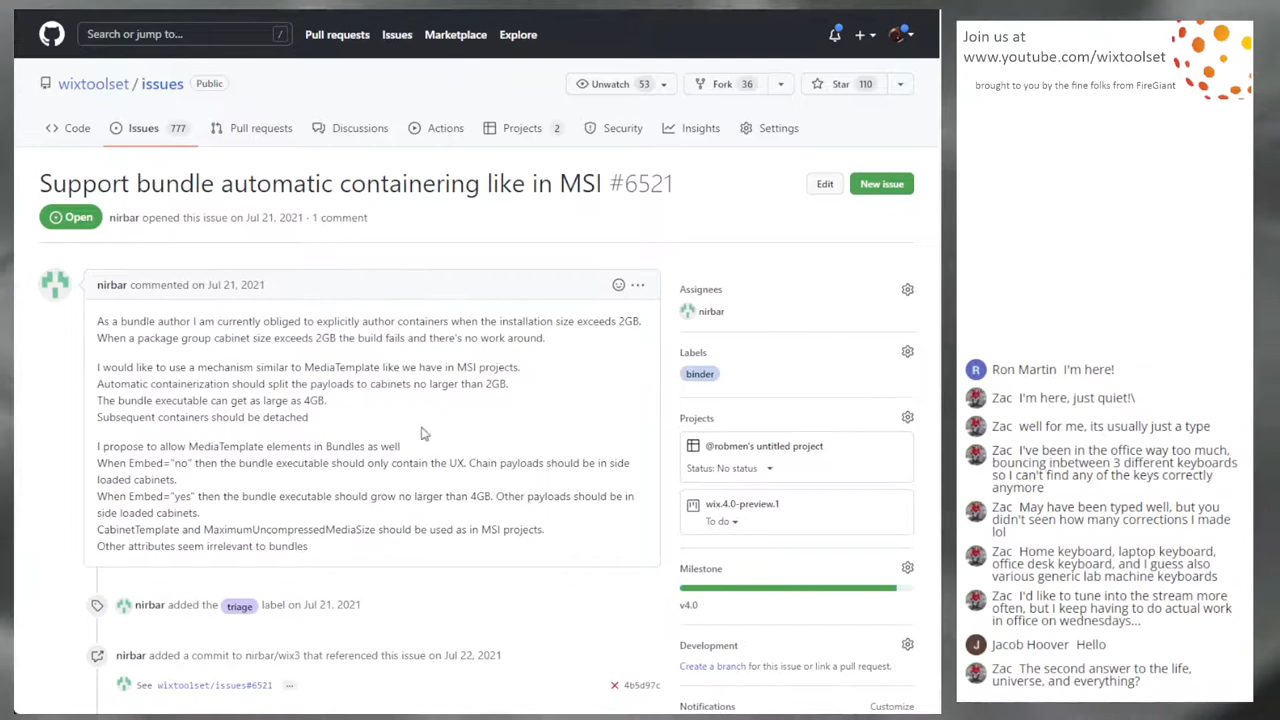 Search or jump to...
/
Pull requests
Issues
Marketplace
Explore
wixtoolset / issues
Public
Unwatch 53
Fork 36
Star 110
Code
Issues 777
Pull requests
Discussions
Actions
Projects 2
Security
Insights
Settings
Support bundle automatic containering like in MSI #6521
Edit
New issue
Open
nirbar opened this issue on Jul 21, 2021 · 1 comment
nirbar commented on Jul 21, 2021
As a bundle author I am currently obliged to explicitly author containers when the installation size exceeds 2GB.
When a package group cabinet size exceeds 2GB the build fails and there's no work around.
I would like to use a mechanism similar to MediaTemplate like we have in MSI projects.
Automatic containerization should split the payloads to cabinets no larger than 2GB.
The bundle executable can get as large as 4GB.
Subsequent containers should be detached
I propose to allow MediaTemplate elements in Bundles as well
When Embed="no" then the bundle executable should only contain the UX. Chain payloads should be in side
loaded cabinets.
When Embed="yes" then the bundle executable should grow no larger than 4GB. Other payloads should be in
side loaded cabinets.
CabinetTemplate and MaximumUncompressedMediaSize should be used as in MSI projects.
Other attributes seem irrelevant to bundles
nirbar added the triage label on Jul 21, 2021
nirbar added a commit to nirbar/wix3 that referenced this issue on Jul 22, 2021
See wixtoolset/issues#6521 ...
4b5d97c
Assignees
nirbar
Labels
binder
Projects
@robmen's untitled project
Status: No status
wix.4.0-preview.1
To do
Milestone
v4.0
Development
Create a branch for this issue or link a pull request.
Notifications
Customize
Join us at
www.youtube.com/wixtoolset
brought to you by the fine folks from FireGiant
R
Ron Martin I'm here!
Zac I'm here, just quiet!\
Zac well for me, its usually just a type
Zac I've been in the office way too much,
bouncing inbetween 3 different keyboards
so I can't find any of the keys correctly
anymore
Zac May have been typed well, but you
didn't seen how many corrections I made
lol
Zac Home keyboard, laptop keyboard,
office desk keyboard, and I guess also
various generic lab machine keyboards
Zac I'd like to tune into the stream more
often, but I keep having to do actual work
in office on wednesdays...
J
Jacob Hoover Hello
Zac The second answer to the life,
universe, and everything?